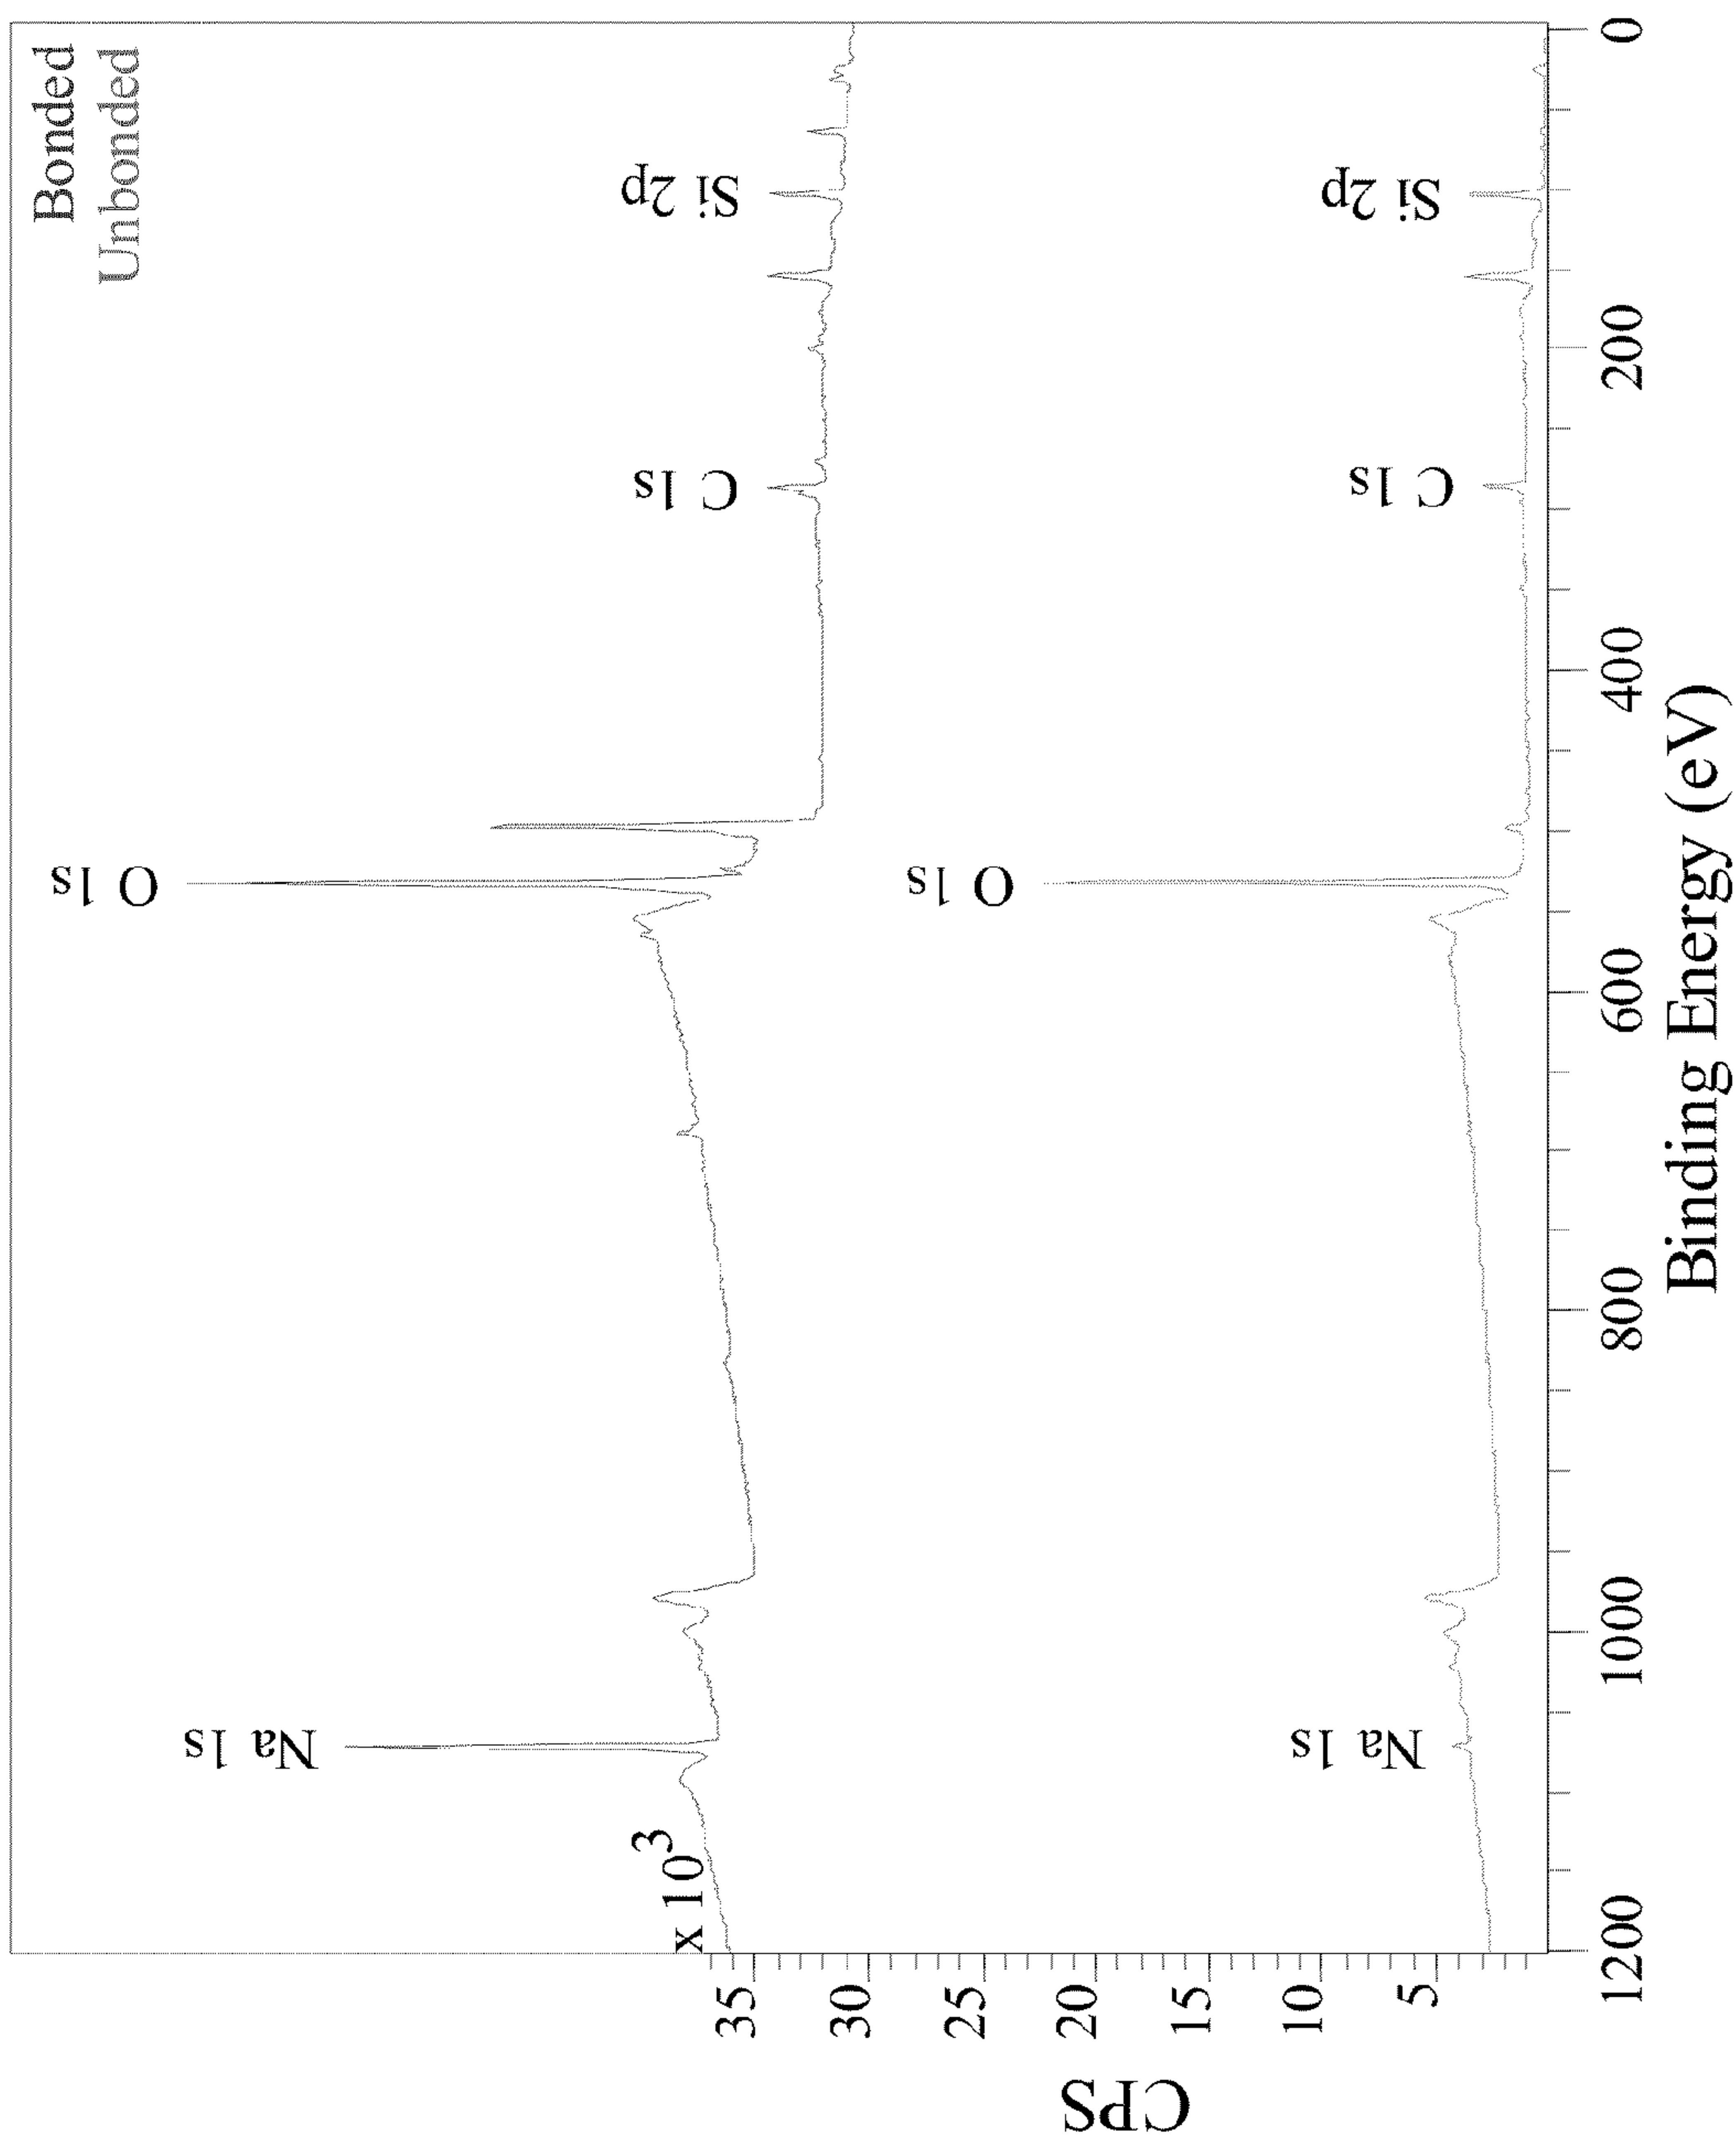 Bonded
Unbonded
O 1s
Na 1s
C 1s
Si 2p
x 10 3
O 1s
Na 1s
C 1s
Si 2p
35
30
25
20
15
10
5
CPS
1200
1000
800
600
400
200
0
Binding Energy (eV)